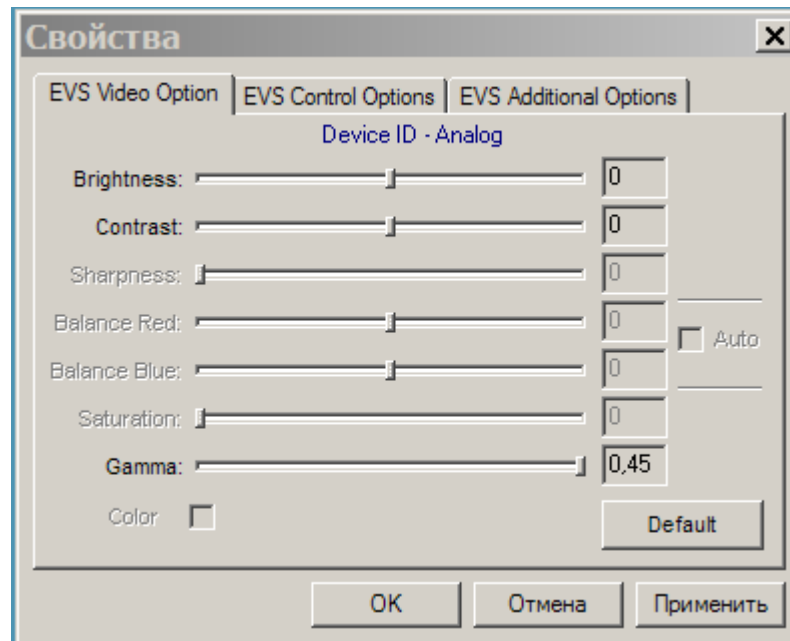 Свойства
EVS Video Option EVS Control Options EVS Additional Options
Device ID - Analog
Brightness: 0
Contrast: 0
Sharpness: 0
Balance Red: 0
Auto
Balance Blue: 0
Saturation: 0
Gamma: 0,45
Color
Default
OK Отмена Применить